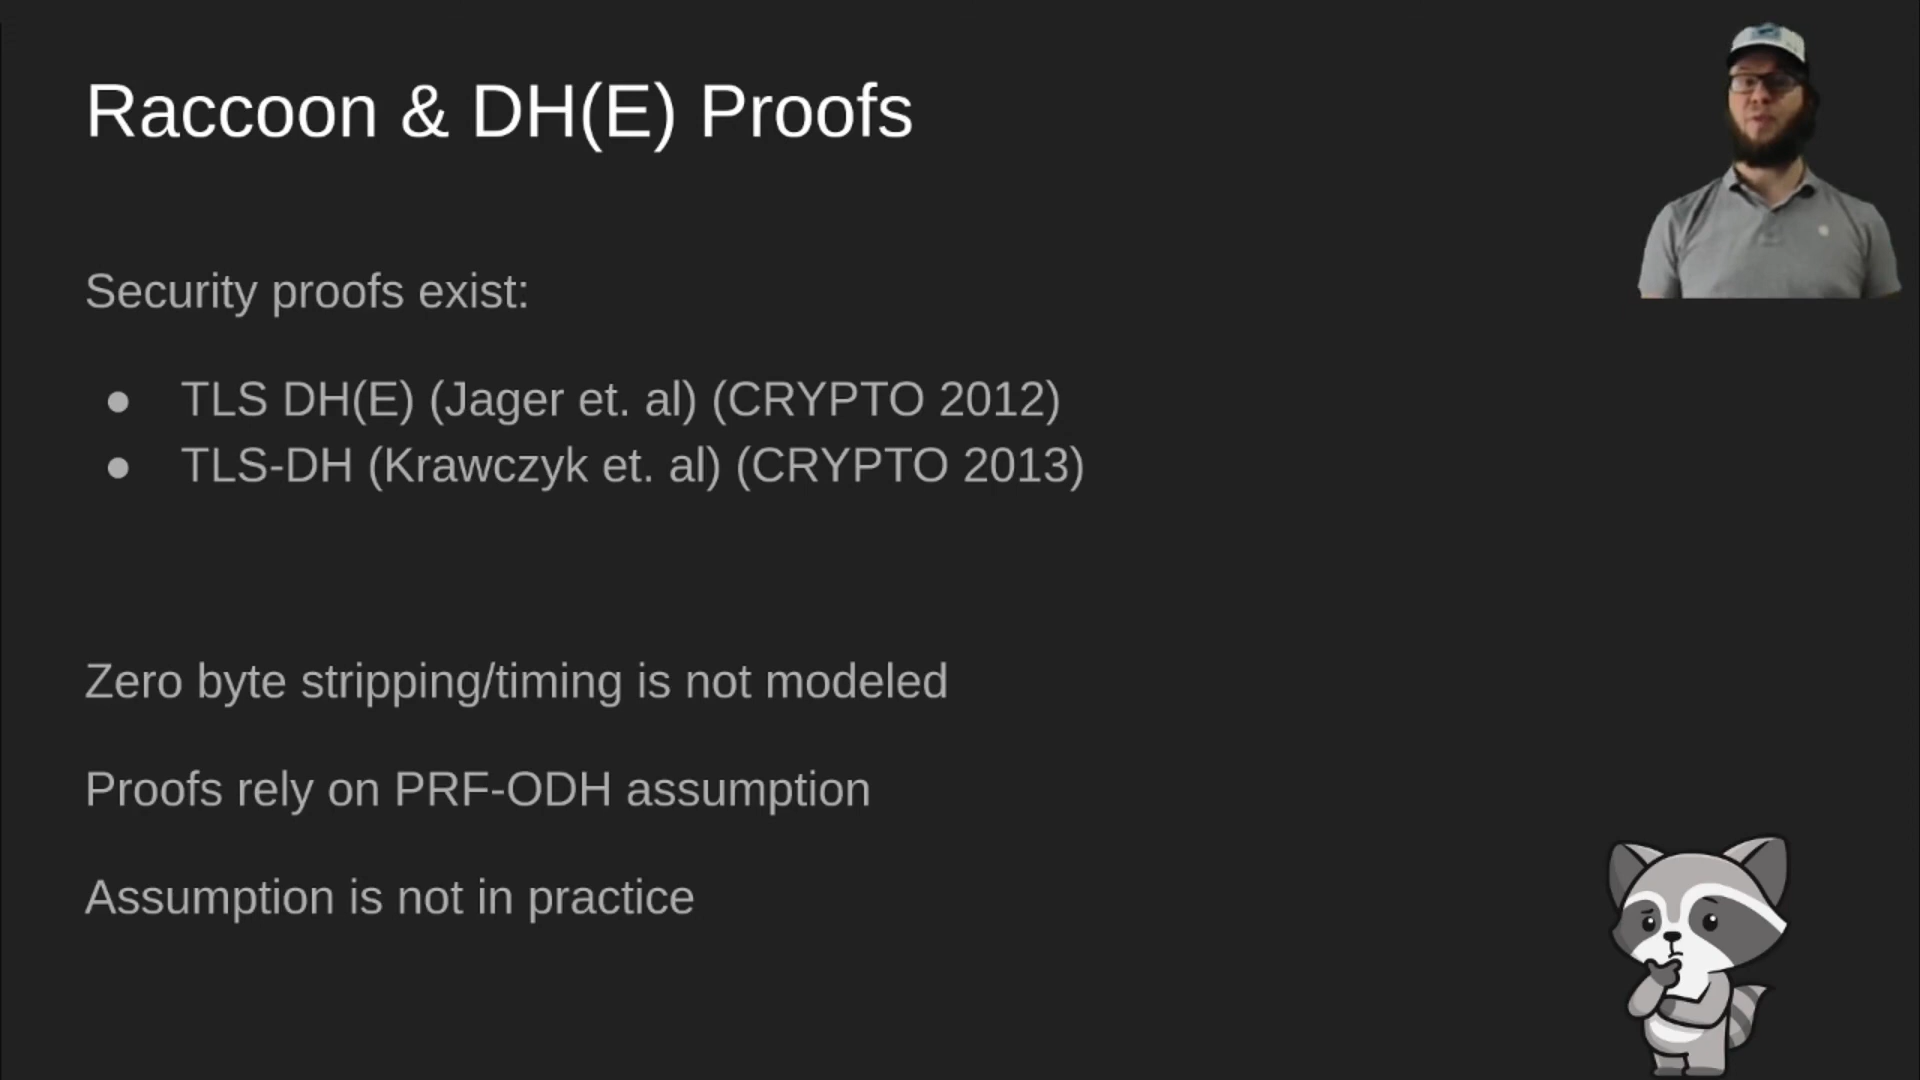 Raccoon & DH(E) Proofs
Security proofs exist:
● TLS DH(E) (Jager et. al) (CRYPTO 2012)
● TLS-DH (Krawczyk et. al) (CRYPTO 2013)
Zero byte stripping/timing is not modeled
Proofs rely on PRF-ODH assumption
Assumption is not in practice